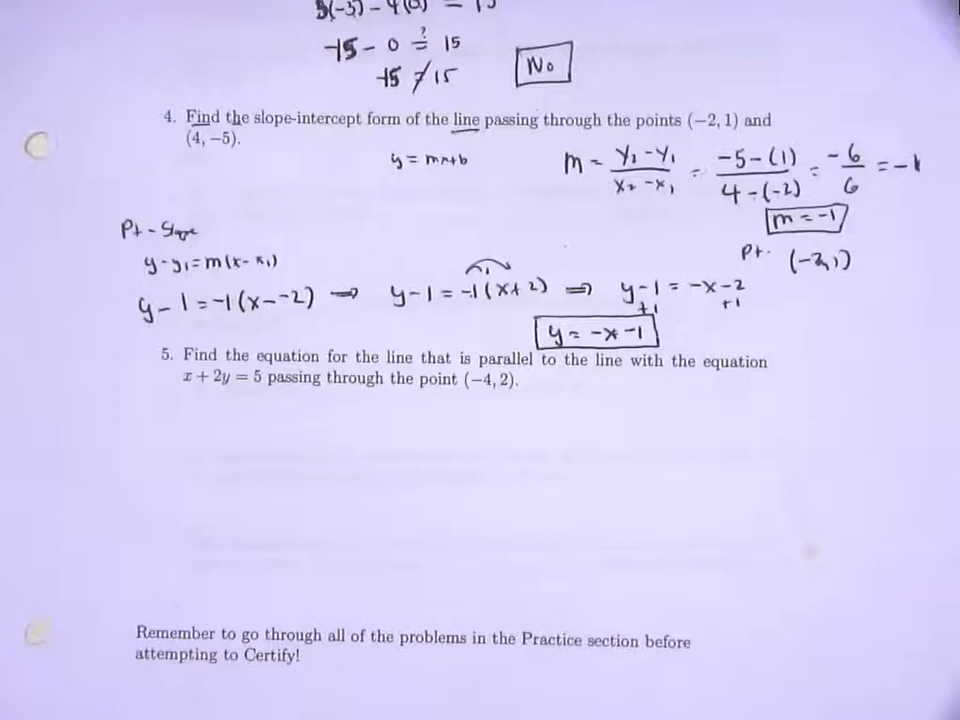 3(-5) - 4(0) = 15
-15 - 0 ≟ 15
-15 ≠ 15 No
4. Find the slope-intercept form of the line passing through the points (−2, 1) and
(4, −5).
y = mx+b
m = y₂-y₁/x₂-x₁ = -5-(1)/4-(-2) = -6/6 = -1
m = -1
Pt - Slope
Pt. (-2,1)
y-y₁=m(x-x₁)
y-1=-1(x--2) ⇒ y-1=-1(x+2) ⇒ y-1=-x-2
+1 +1
y = -x-1
5. Find the equation for the line that is parallel to the line with the equation
x + 2y = 5 passing through the point (−4, 2).
Remember to go through all of the problems in the Practice section before
attempting to Certify!